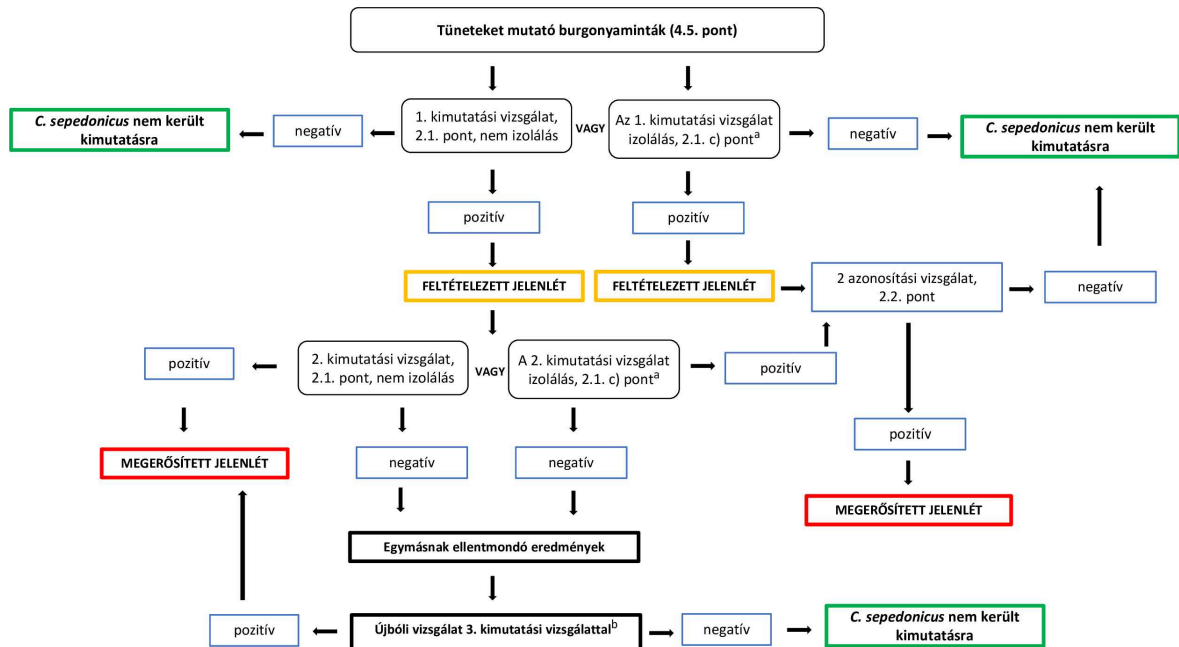 Tüneteket mutató burgonyaminták (4.5. pont)
C. sepedonicus nem került
kimutatásra
negatív
1. kimutatási vizsgálat,
2.1. pont, nem izolálás
VAGY
Az 1. kimutatási vizsgálat
izolálás, 2.1. c) pontᵃ
negatív
C. sepedonicus nem került
kimutatásra
pozitív
pozitív
FELTÉTELEZETT JELENLÉT
FELTÉTELEZETT JELENLÉT
2 azonosítási vizsgálat,
2.2. pont
negatív
pozitív
2. kimutatási vizsgálat,
2.1. pont, nem izolálás
VAGY
A 2. kimutatási vizsgálat
izolálás, 2.1. c) pontᵃ
pozitív
MEGERŐSÍTETT JELENLÉT
negatív
negatív
pozitív
MEGERŐSÍTETT JELENLÉT
Egymásnak ellentmondó eredmények
pozitív
Újbóli vizsgálat 3. kimutatási vizsgálattalᵇ
negatív
C. sepedonicus nem került
kimutatásra